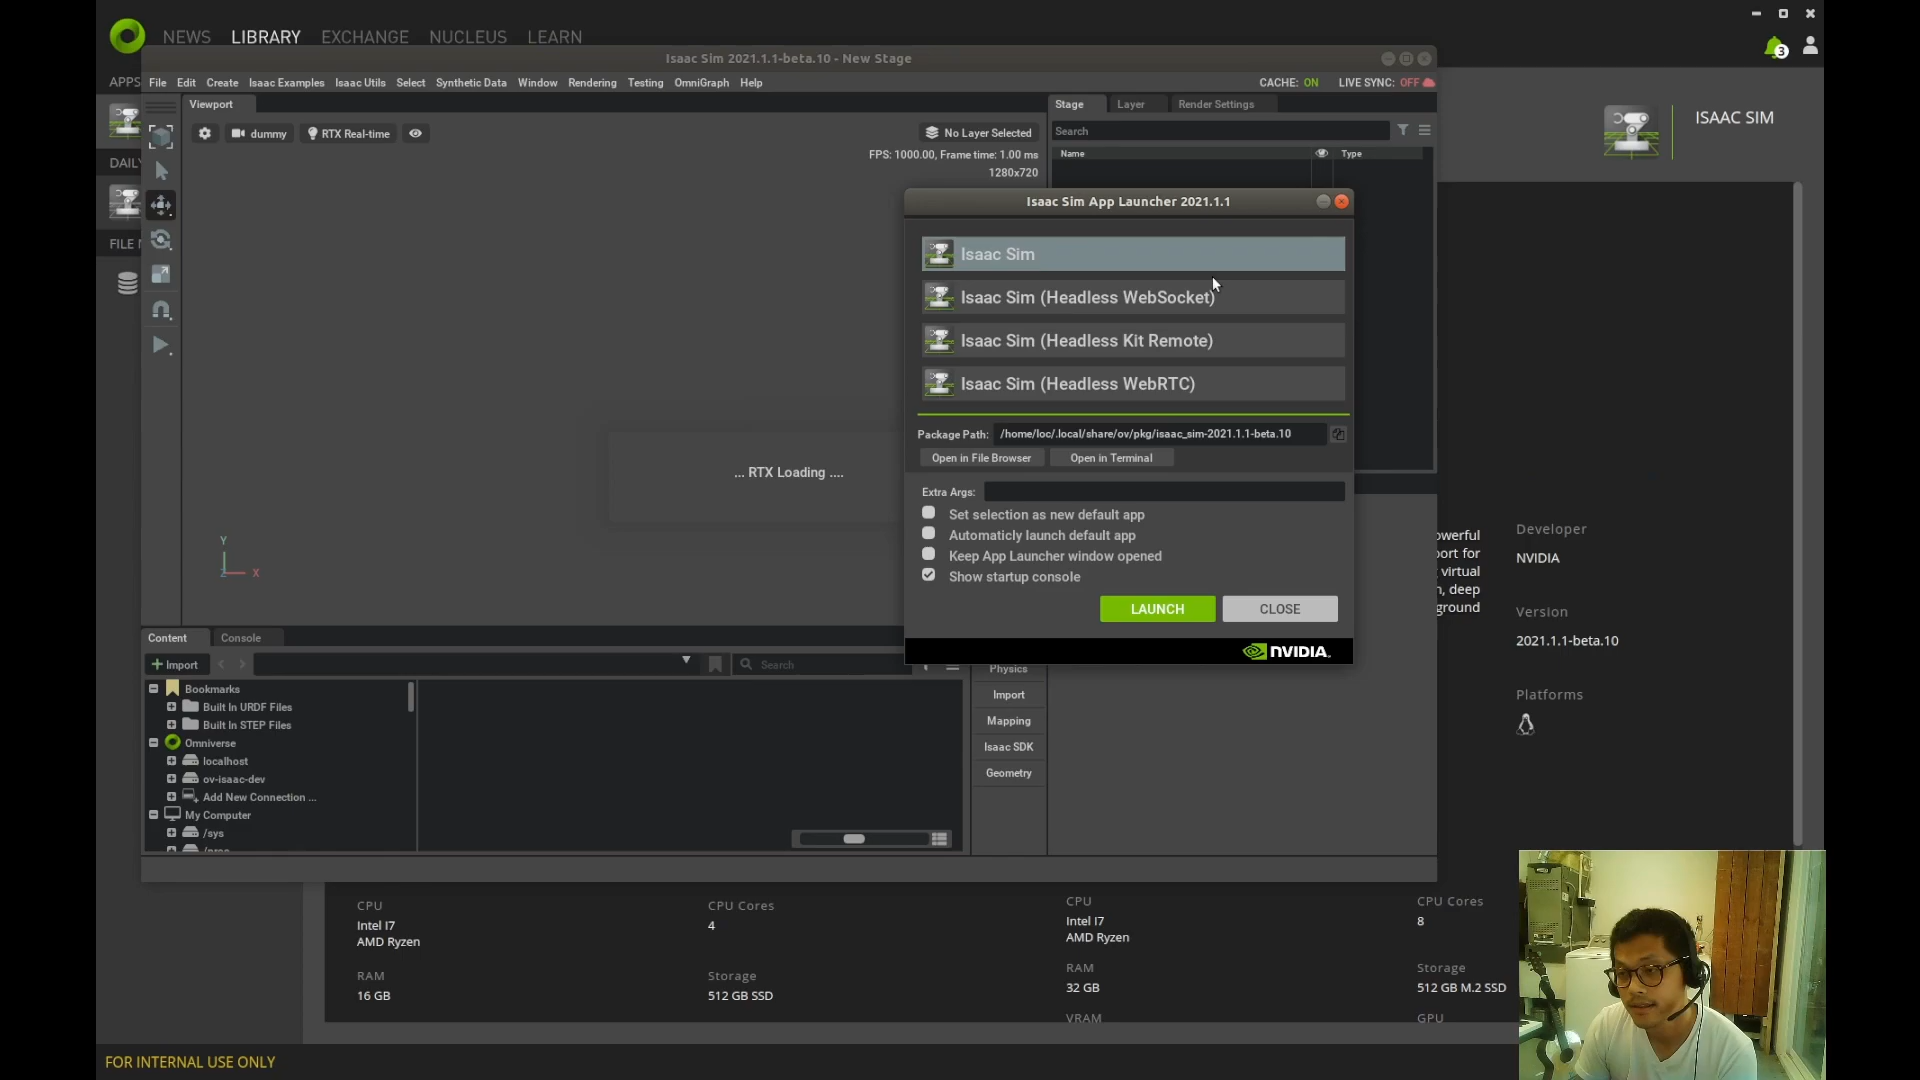 NEWS LIBRARY EXCHANGE NUCLEUS LEARN
3
APPS
DAILY
FILE
ISAAC SIM
Isaac Sim 2021.1.1-beta.10 - New Stage
File Edit Create Isaac Examples Isaac Utils Select Synthetic Data Window Rendering Testing OmniGraph Help
CACHE: ON LIVE SYNC: OFF
Viewport
Stage Layer Render Settings
dummy RTX Real-time
No Layer Selected
Search
FPS: 1000.00, Frame time: 1.00 ms
Name Type
1280x720
... RTX Loading ....
Y
Z X
Isaac Sim App Launcher 2021.1.1
Isaac Sim
Isaac Sim (Headless WebSocket)
Isaac Sim (Headless Kit Remote)
Isaac Sim (Headless WebRTC)
Package Path: /home/loc/.local/share/ov/pkg/isaac_sim-2021.1.1-beta.10
Open in File Browser Open in Terminal
Extra Args:
Set selection as new default app
Automaticly launch default app
Keep App Launcher window opened
Show startup console
LAUNCH CLOSE
NVIDIA.
Content Console
Import
Search
Bookmarks
Built In URDF Files
Built In STEP Files
Omniverse
localhost
ov-isaac-dev
Add New Connection ...
My Computer
/sys
Physics
Import
Mapping
Isaac SDK
Geometry
owerful
port for
virtual
n, deep
ground
Developer
NVIDIA
Version
2021.1.1-beta.10
Platforms
CPU
Intel I7
AMD Ryzen
CPU Cores
4
RAM
16 GB
Storage
512 GB SSD
CPU
Intel I7
AMD Ryzen
CPU Cores
8
RAM
32 GB
Storage
512 GB M.2 SSD
VRAM
GPU
FOR INTERNAL USE ONLY